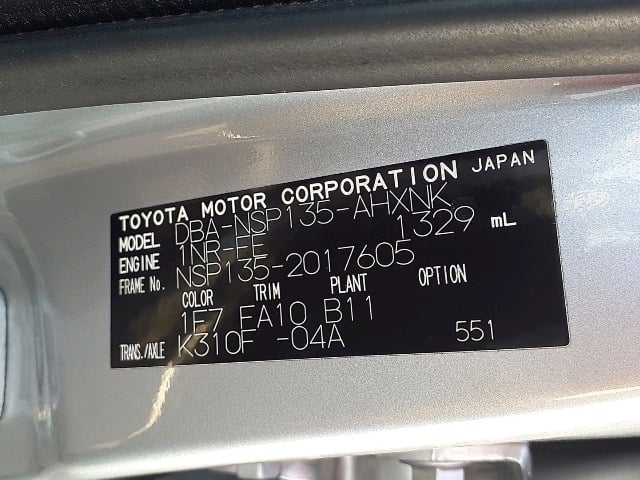 TOYOTA MOTOR CORPORATION JAPAN
MODEL DBA-NSP135-AHXNK
ENGINE 1NR-FE 1329 mL
FRAME No. NSP135-2017605
COLOR TRIM PLANT OPTION
1F7 FA10 B11
TRANS./AXLE K310F -04A 551